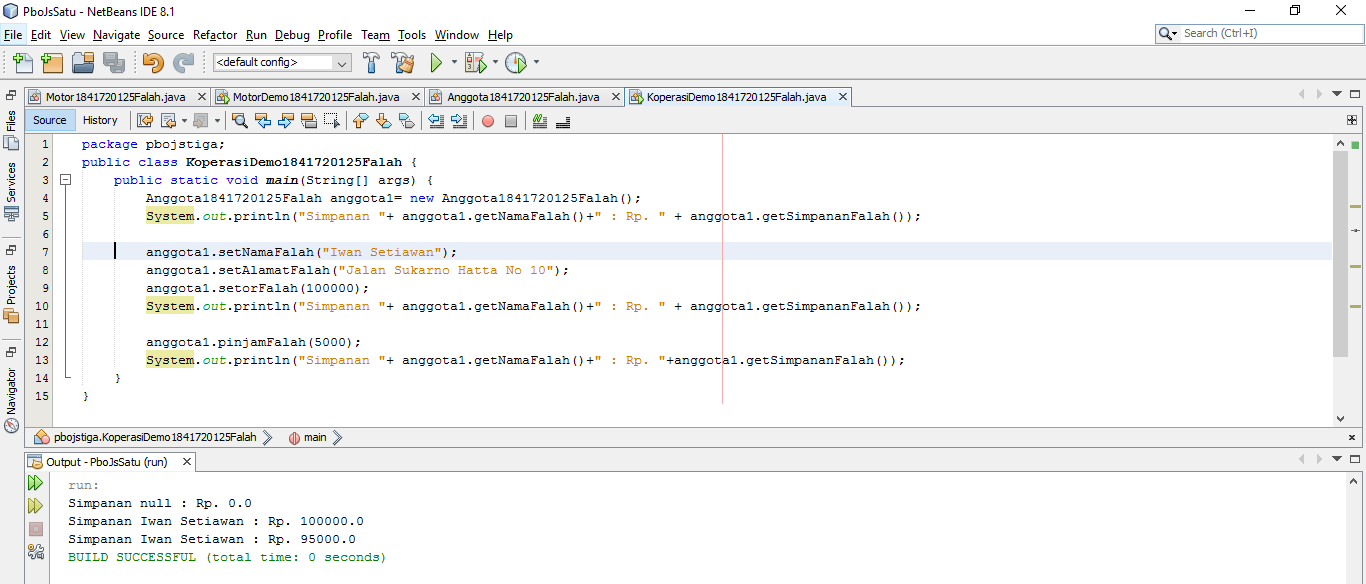 PboJsSatu - NetBeans IDE 8.1
File Edit View Navigate Source Refactor Run Debug Profile Team Tools Window Help
Search (Ctrl+I)
<default config>
Motor1841720125Falah.java MotorDemo1841720125Falah.java Anggota1841720125Falah.java KoperasiDemo1841720125Falah.java
Source History
Files
Services
Projects
Navigator
1 package pbojstiga;
2 public class KoperasiDemo1841720125Falah {
3 public static void main(String[] args) {
4 Anggota1841720125Falah anggota1= new Anggota1841720125Falah();
5 System.out.println("Simpanan "+ anggota1.getNamaFalah()+" : Rp. " + anggota1.getSimpananFalah());
6
7 anggota1.setNamaFalah("Iwan Setiawan");
8 anggota1.setAlamatFalah("Jalan Sukarno Hatta No 10");
9 anggota1.setorFalah(100000);
10 System.out.println("Simpanan "+ anggota1.getNamaFalah()+" : Rp. " + anggota1.getSimpananFalah());
11
12 anggota1.pinjamFalah(5000);
13 System.out.println("Simpanan "+ anggota1.getNamaFalah()+" : Rp. "+anggota1.getSimpananFalah());
14 }
15 }
pbojstiga.KoperasiDemo1841720125Falah main
Output - PboJsSatu (run)
run:
Simpanan null : Rp. 0.0
Simpanan Iwan Setiawan : Rp. 100000.0
Simpanan Iwan Setiawan : Rp. 95000.0
BUILD SUCCESSFUL (total time: 0 seconds)